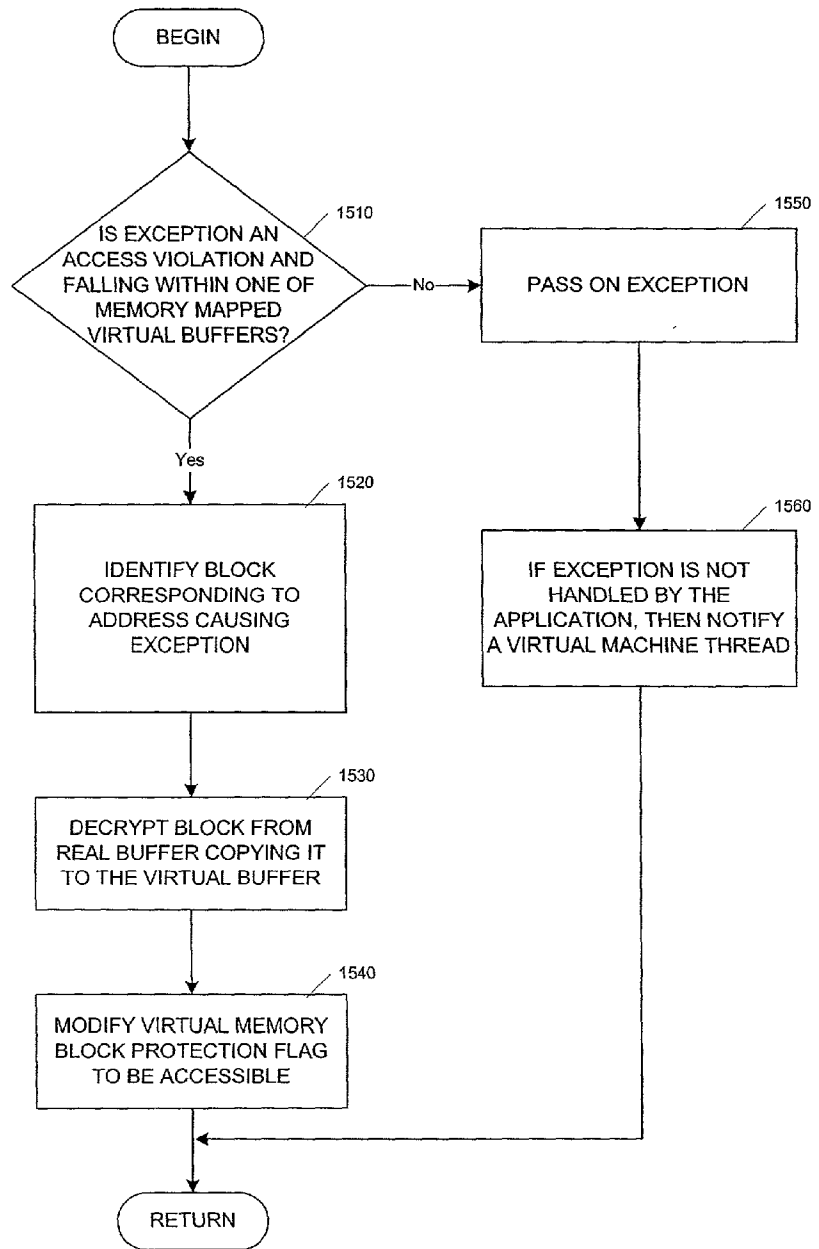 BEGIN
1510
IS EXCEPTION AN
ACCESS VIOLATION AND
FALLING WITHIN ONE OF
MEMORY MAPPED
VIRTUAL BUFFERS?
No
1550
PASS ON EXCEPTION
Yes
1520
IDENTIFY BLOCK
CORRESPONDING TO
ADDRESS CAUSING
EXCEPTION
1560
IF EXCEPTION IS NOT
HANDLED BY THE
APPLICATION, THEN NOTIFY
A VIRTUAL MACHINE THREAD
1530
DECRYPT BLOCK FROM
REAL BUFFER COPYING IT
TO THE VIRTUAL BUFFER
1540
MODIFY VIRTUAL MEMORY
BLOCK PROTECTION FLAG
TO BE ACCESSIBLE
RETURN